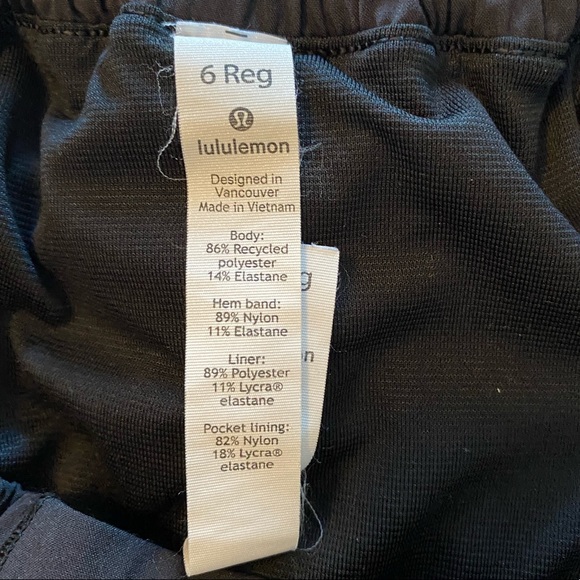 6 Reg
lululemon
Designed in
Vancouver
Made in Vietnam
Body:
86% Recycled
polyester
14% Elastane
Hem band:
89% Nylon
11% Elastane
Liner:
89% Polyester
11% Lycra®
elastane
Pocket lining:
82% Nylon
18% Lycra®
elastane
g
n